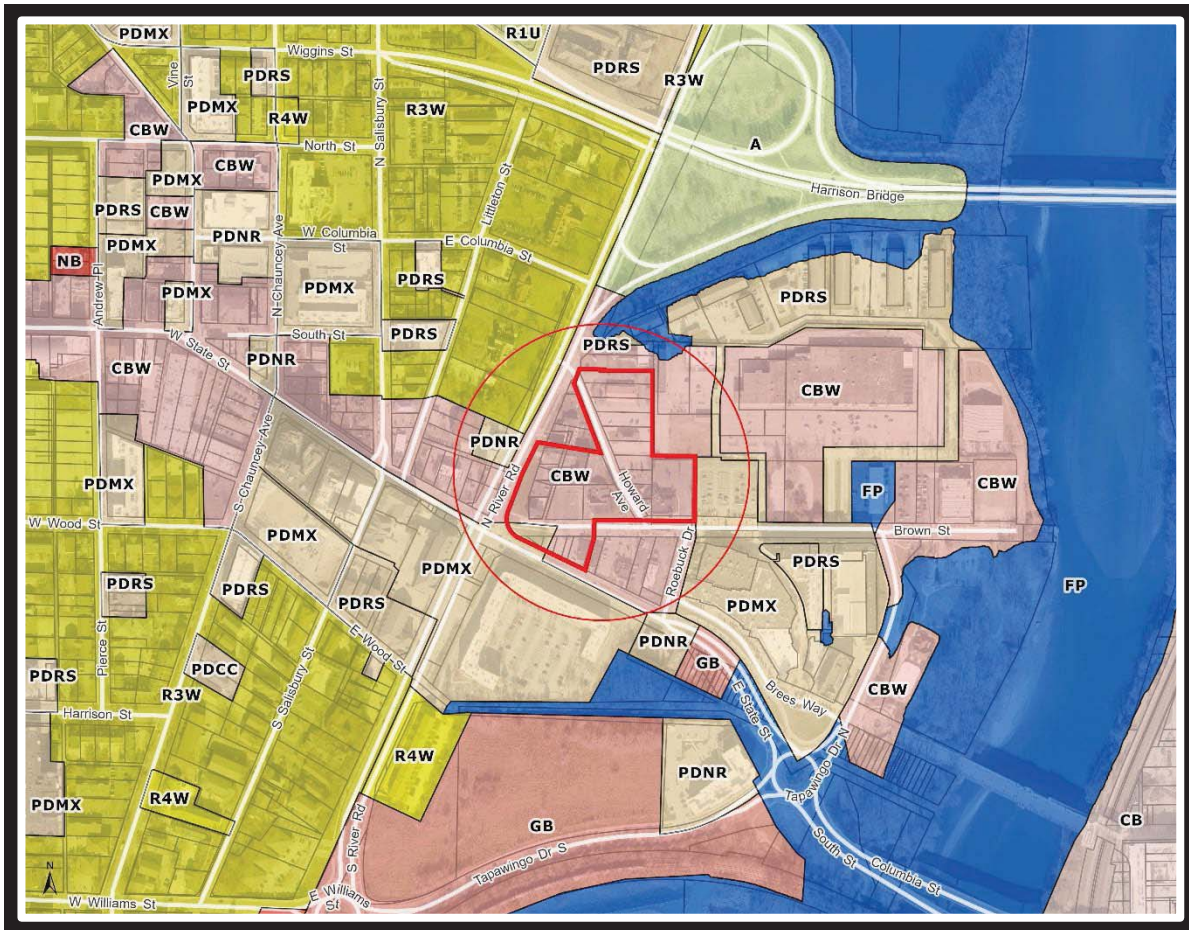 PDMX
Vine
St
Wiggins St
R1U
PDRS
R3W
PDRS
PDMX
R4W
N Salisbury St
R3W
CBW
North St
A
Harrison Bridge
PDMX
CBW
Littleton St
PDRS
CBW
PDNR
N-Chauncey-Ave
W Columbia
St
E Columbia St
NB
PDMX
Andrew Pl
PDMX
PDMX
PDRS
PDRS
South St
PDRS
PDRS
W State St
CBW
PDNR
CBW
S-Chauncey-Ave
PDNR
N-River Rd
CBW
Howard
Ave
FP
CBW
PDMX
W Wood St
Brown St
PDMX
PDMX
Roebuck Dr
PDRS
FP
PDRS
PDRS
PDRS
PDMX
E-Wood-St
PDNR
GB
Pierce St
PDCC
R3W
S Salisbury St
E State St
Brees Way
CBW
PDRS
Harrison St
R4W
PDNR
Tapawingo Dr N
PDMX
R4W
GB
CB
S River Rd
Tapawingo Dr S
South St
Columbia St
N
E Williams
St
W Williams St